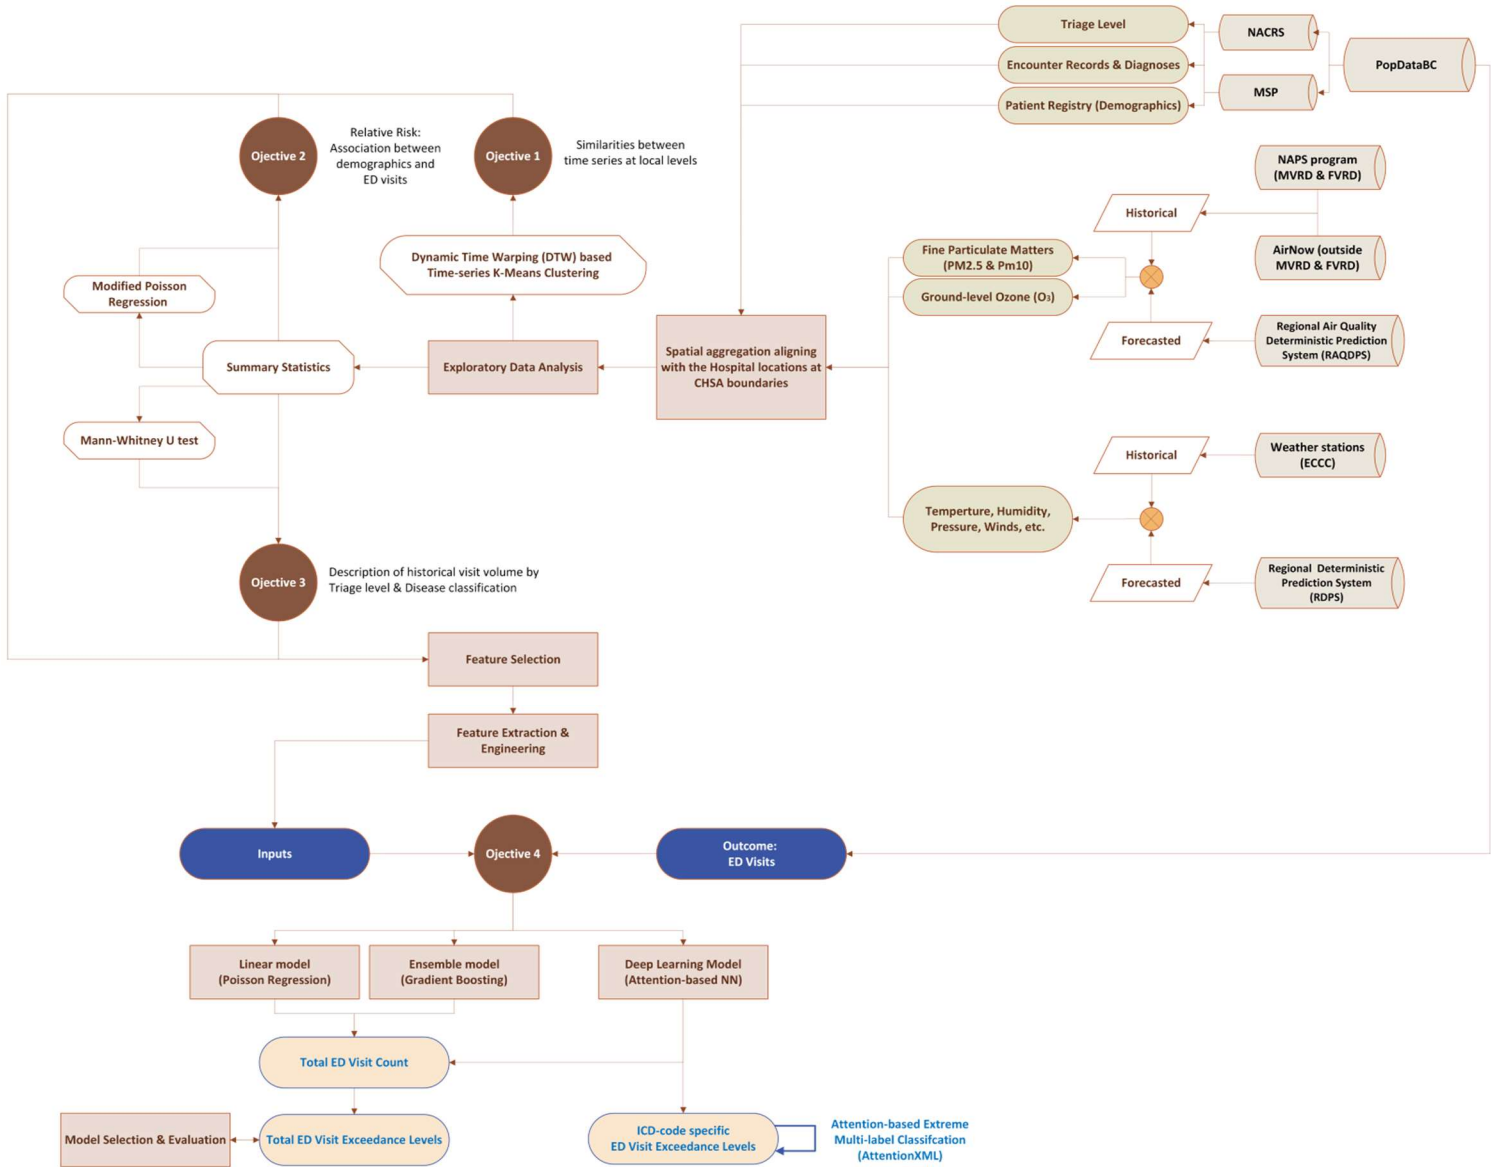 Triage Level
NACRS
PopDataBC
Encounter Records & Diagnoses
MSP
Patient Registry (Demographics)
Ojective 2
Relative Risk:
Association between
demographics and
ED visits
Ojective 1
Similarities between
time series at local levels
NAPS program
(MVRD & FVRD)
Historical
AirNow (outside
MVRD & FVRD)
Dynamic Time Warping (DTW) based
Time-series K-Means Clustering
Fine Particulate Matters
(PM2.5 & Pm10)
Ground-level Ozone (O₃)
Modified Poisson
Regression
Forecasted
Regional Air Quality
Deterministic Prediction
System (RAQDPS)
Summary Statistics
Exploratory Data Analysis
Spatial aggregation aligning
with the Hospital locations at
CHSA boundaries
Mann-Whitney U test
Historical
Weather stations
(ECCC)
Temperture, Humidity,
Pressure, Winds, etc.
Forecasted
Regional Deterministic
Prediction System
(RDPS)
Ojective 3
Description of historical visit volume by
Triage level & Disease classification
Feature Selection
Feature Extraction &
Engineering
Inputs
Ojective 4
Outcome:
ED Visits
Linear model
(Poisson Regression)
Ensemble model
(Gradient Boosting)
Deep Learning Model
(Attention-based NN)
Total ED Visit Count
Model Selection & Evaluation
Total ED Visit Exceedance Levels
ICD-code specific
ED Visit Exceedance Levels
Attention-based Extreme
Multi-label Classifcation
(AttentionXML)